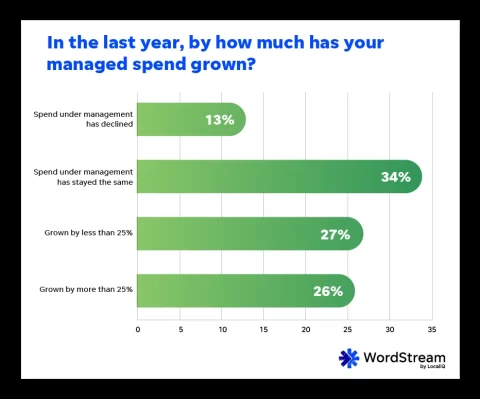 In the last year, by how much has your
managed spend grown?
Spend under management
has declined
13%
Spend under management
has stayed the same
34%
Grown by less than 25%
27%
Grown by more than 25%
26%
0 5 10 15 20 25 30 35
WordStream
by LocaliQ